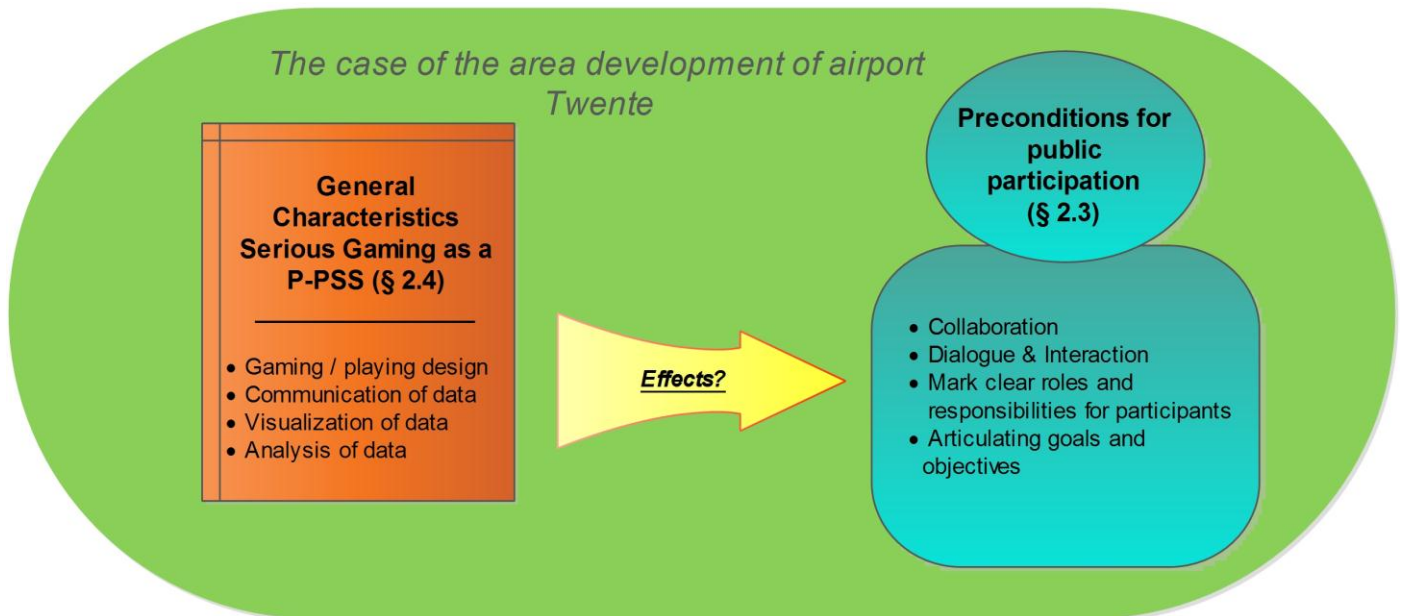 The case of the area development of airport
Twente
General
Characteristics
Serious Gaming as a
P-PSS (§ 2.4)
• Gaming / playing design
• Communication of data
• Visualization of data
• Analysis of data
Effects?
Preconditions for
public
participation
(§ 2.3)
• Collaboration
• Dialogue & Interaction
• Mark clear roles and
responsibilities for participants
• Articulating goals and
objectives